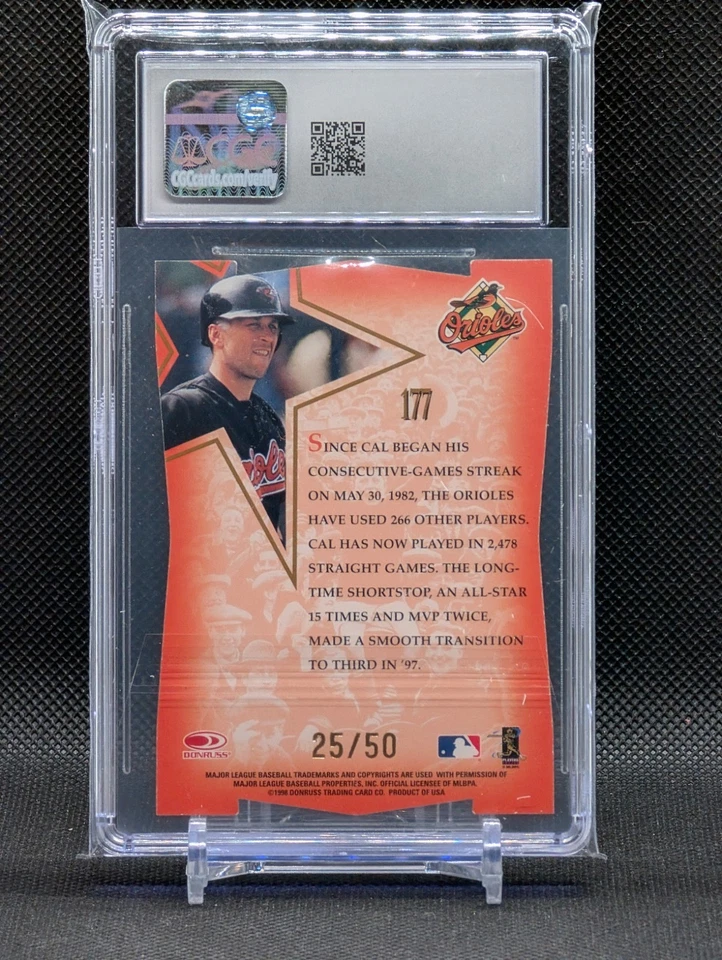 CGC
CGCcards.com/verify
Orioles
177
SINCE CAL BEGAN HIS
CONSECUTIVE-GAMES STREAK
ON MAY 30, 1982, THE ORIOLES
HAVE USED 266 OTHER PLAYERS.
CAL HAS NOW PLAYED IN 2,478
STRAIGHT GAMES. THE LONG-
TIME SHORTSTOP, AN ALL-STAR
15 TIMES AND MVP TWICE,
MADE A SMOOTH TRANSITION
TO THIRD IN '97.
DONRUSS
25/50
MAJOR LEAGUE BASEBALL TRADEMARKS AND COPYRIGHTS ARE USED WITH PERMISSION OF
MAJOR LEAGUE BASEBALL PROPERTIES, INC. OFFICIAL LICENSEE OF MLBPA.
©1998 DONRUSS TRADING CARD CO. PRODUCT OF USA